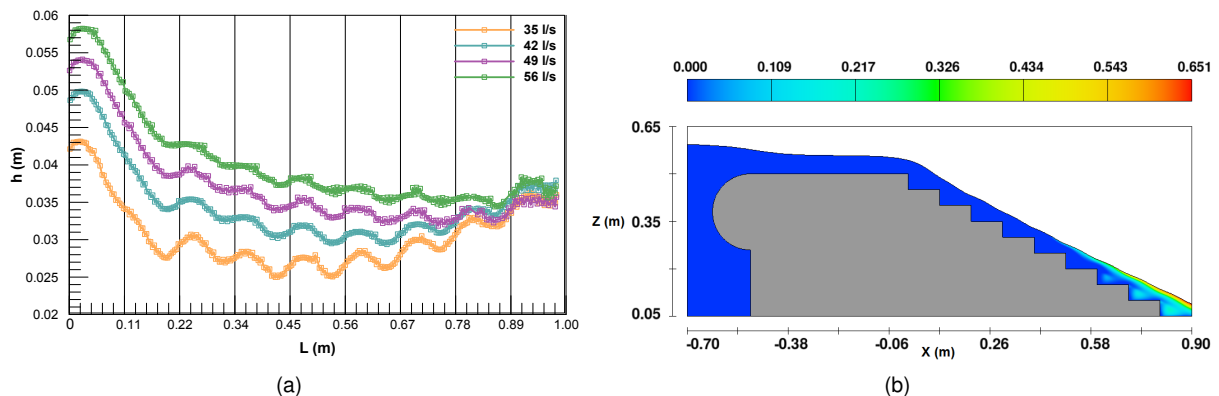 0.06
0.055
0.05
0.045
0.04
0.035
0.03
0.025
0.02
h (m)
35 l/s
42 l/s
49 l/s
56 l/s
0 0.11 0.22 0.34 0.45 0.56 0.67 0.78 0.89 1.00
L (m)
(a)
0.000 0.109 0.217 0.326 0.434 0.543 0.651
0.65
Z (m) 0.35
0.05
-0.70 -0.38 -0.06 0.26 0.58 0.90
X (m)
(b)